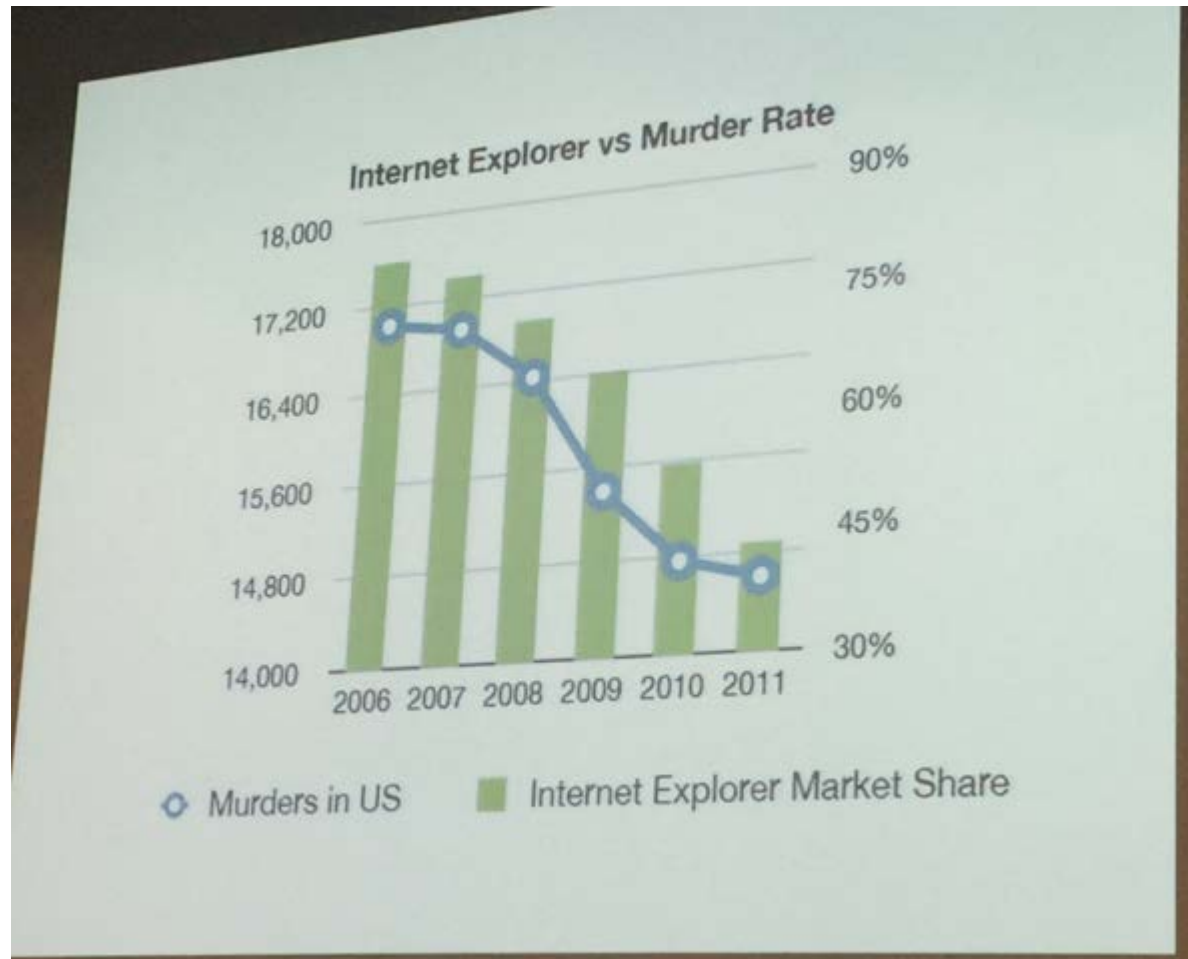 Internet Explorer vs Murder Rate
18,000
17,200
16,400
15,600
14,800
14,000
90%
75%
60%
45%
30%
2006 2007 2008 2009 2010 2011
Murders in US
Internet Explorer Market Share